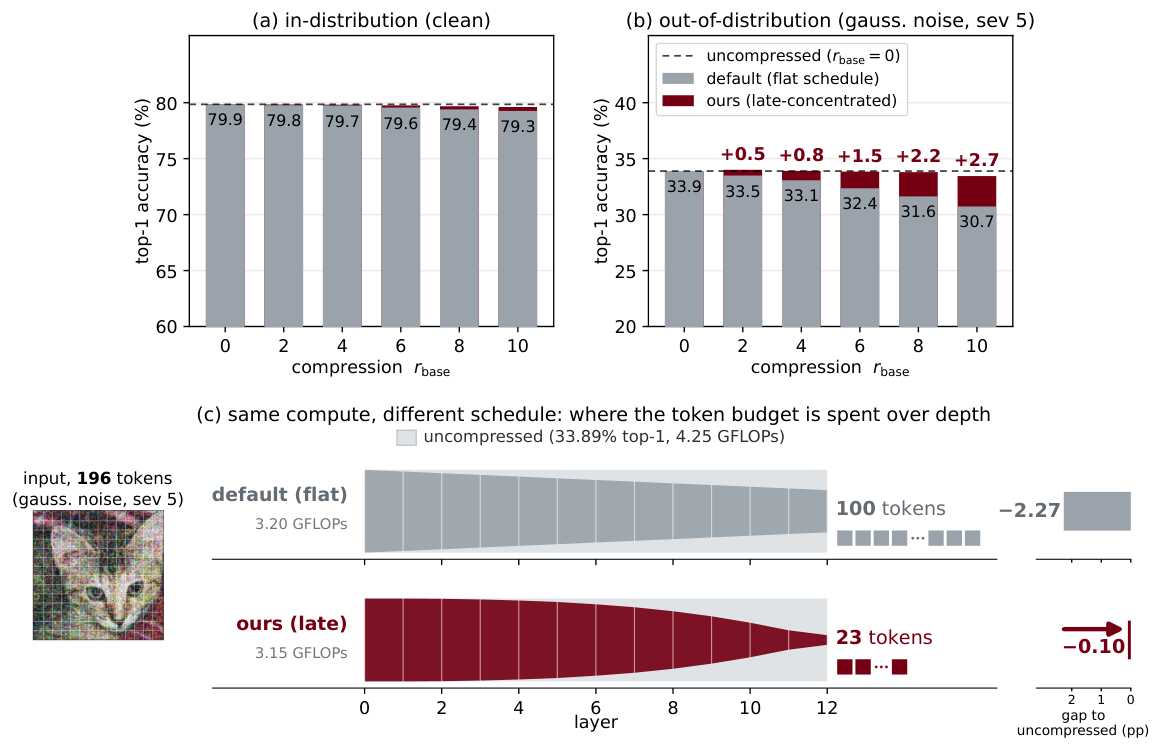 (a) in-distribution (clean)
top-1 accuracy (%)
80
75
70
65
60
79.9
79.8
79.7
79.6
79.4
79.3
0 2 4 6 8 10
compression r_base
(b) out-of-distribution (gauss. noise, sev 5)
uncompressed (r_base = 0)
default (flat schedule)
ours (late-concentrated)
top-1 accuracy (%)
40
35
30
25
20
+0.5
+0.8
+1.5
+2.2
+2.7
33.9
33.5
33.1
32.4
31.6
30.7
0 2 4 6 8 10
compression r_base
(c) same compute, different schedule: where the token budget is spent over depth
uncompressed (33.89% top-1, 4.25 GFLOPs)
input, 196 tokens
(gauss. noise, sev 5)
default (flat)
3.20 GFLOPs
100 tokens
...
−2.27
ours (late)
3.15 GFLOPs
23 tokens
...
−0.10
0 2 4 6 8 10 12
layer
2 1 0
gap to
uncompressed (pp)